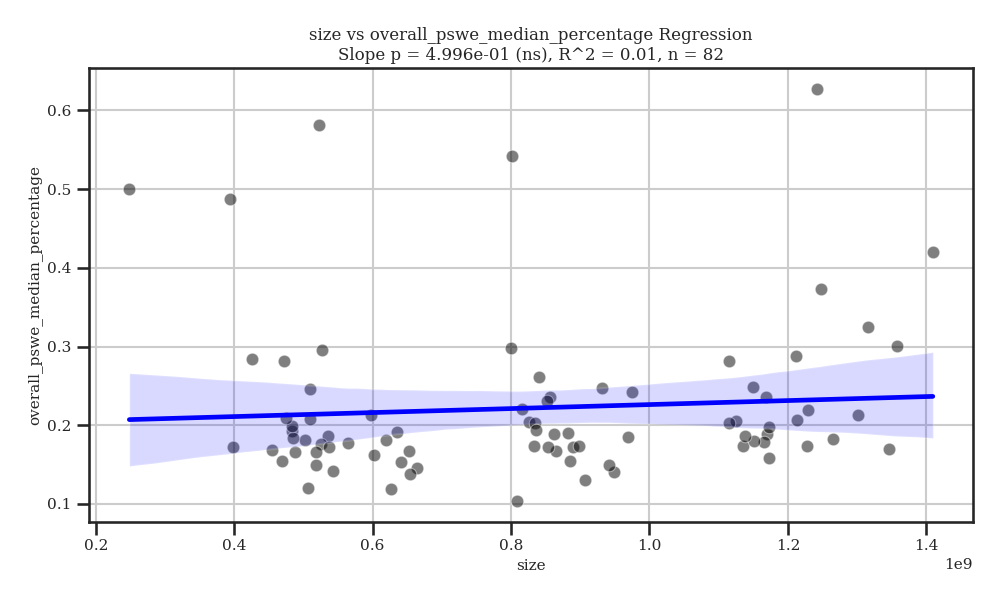 size vs overall_pswe_median_percentage Regression
Slope p = 4.996e-01 (ns), R^2 = 0.01, n = 82
overall_pswe_median_percentage
0.6
0.5
0.4
0.3
0.2
0.1
0.2
0.4
0.6
0.8
1.0
1.2
1.4
1e9
size